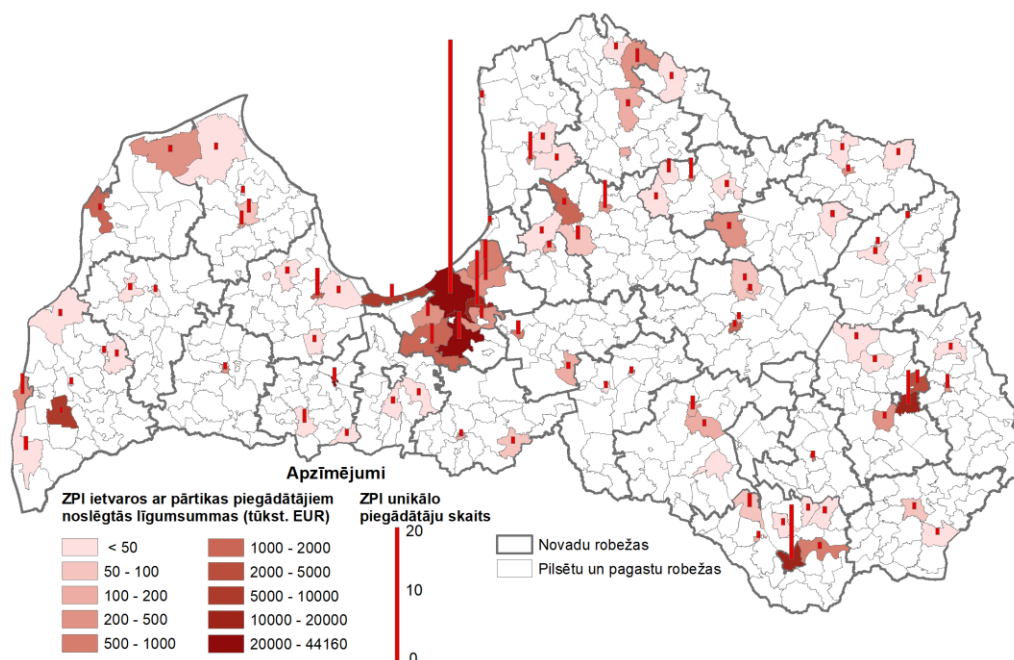 Apzīmējumi
ZPI ietvaros ar pārtikas piegādātājiem
noslēgtās līgumsummas (tūkst. EUR)
< 50
50 - 100
100 - 200
200 - 500
500 - 1000
1000 - 2000
2000 - 5000
5000 - 10000
10000 - 20000
20000 - 44160
ZPI unikālo
piegādātāju skaits
20
10
0
Novadu robežas
Pilsētu un pagastu robežas